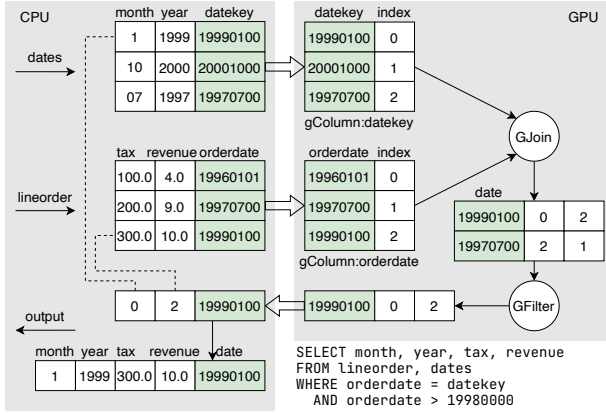 CPU
month year datekey
1 1999 19990100
10 2000 20001000
07 1997 19970700
dates
tax revenue orderdate
100.0 4.0 19960101
200.0 9.0 19970700
300.0 10.0 19990100
lineorder
0 2 19990100
output
month year tax revenue date
1 1999 300.0 10.0 19990100
GPU
datekey index
19990100 0
20001000 1
19970700 2
gColumn:datekey
orderdate index
19960101 0
19970700 1
19990100 2
gColumn:orderdate
GJoin
date
19990100 0 2
19970700 2 1
GFilter
19990100 0 2
SELECT month, year, tax, revenue
FROM lineorder, dates
WHERE orderdate = datekey
AND orderdate > 19980000